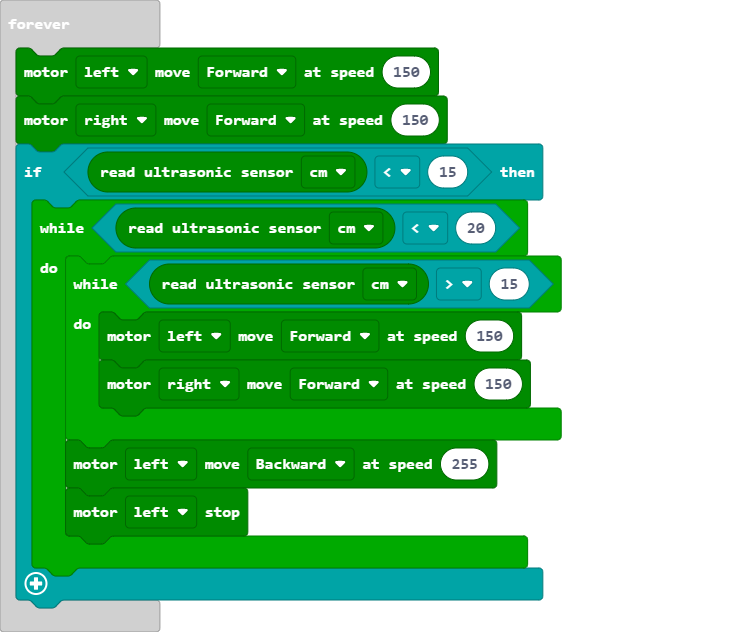 forever
motor left move Forward at speed 150
motor right move Forward at speed 150
if read ultrasonic sensor cm < 15 then
while read ultrasonic sensor cm < 20
do
while read ultrasonic sensor cm > 15
do
motor left move Forward at speed 150
motor right move Forward at speed 150
motor left move Backward at speed 255
motor left stop